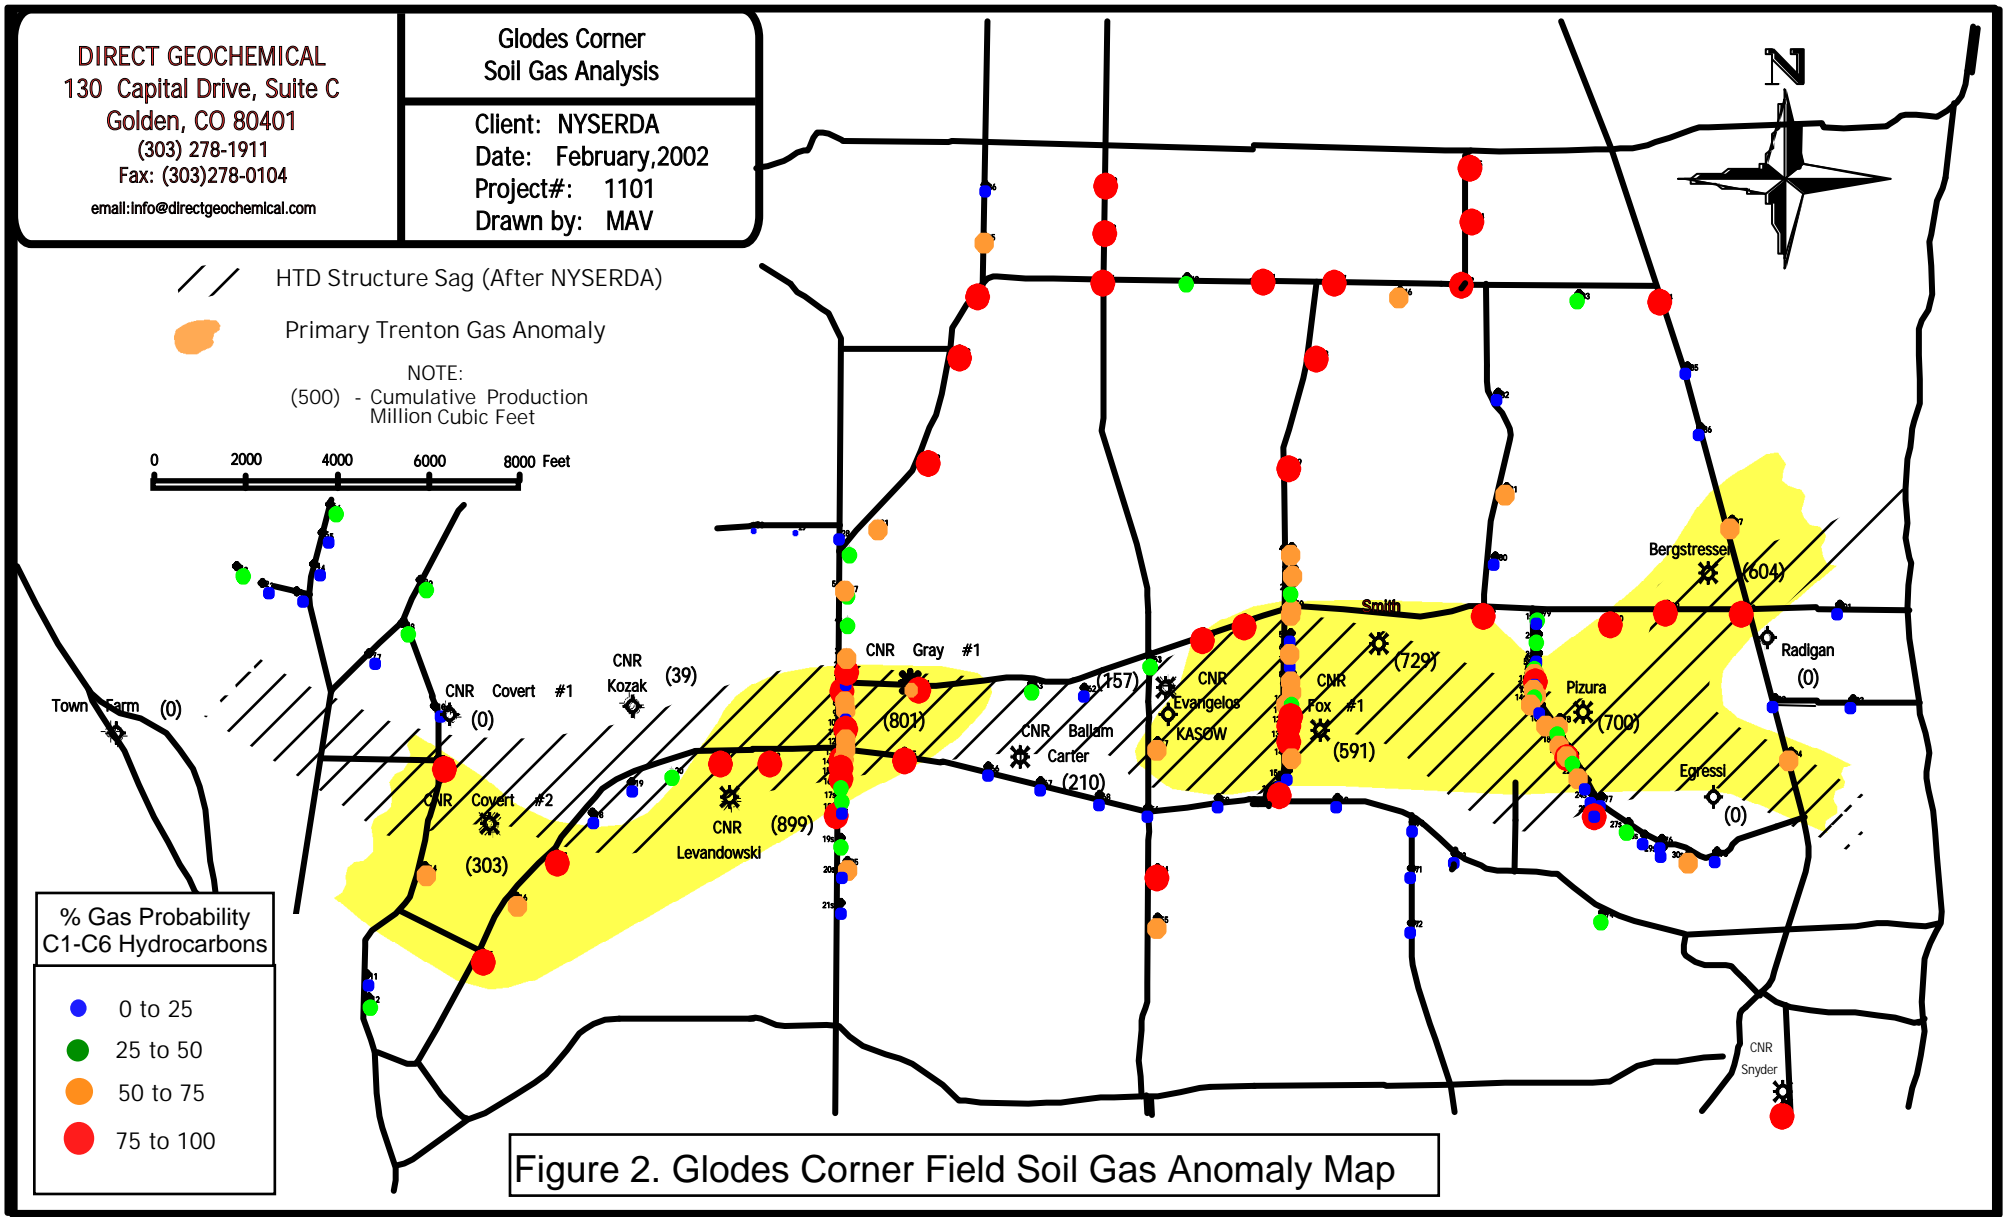 DIRECT GEOCHEMICAL
130 Capital Drive, Suite C
Golden, CO 80401
(303) 278-1911
Fax: (303)278-0104
email:info@directgeochemical.com
Glodes Corner
Soil Gas Analysis
Client: NYSERDA
Date: February,2002
Project#: 1101
Drawn by: MAV
N
HTD Structure Sag (After NYSERDA)
Primary Trenton Gas Anomaly
NOTE:
(500) - Cumulative Production
Million Cubic Feet
0 2000 4000 6000 8000 Feet
Bergstresser
(604)
Smith
(729)
CNR Gray #1
(801)
CNR
Kozak
(39)
CNR Covert #1
(0)
Town Farm (0)
(157)
CNR
Evangelos
KASOW
CNR
Fox #1
(591)
Pizura
(700)
Radigan
(0)
CNR Ballam
Carter
(210)
Egressi
(0)
CNR Covert #2
(303)
CNR
Levandowski
(899)
19s
20s
21s
CNR
Snyder
% Gas Probability
C1-C6 Hydrocarbons
0 to 25
25 to 50
50 to 75
75 to 100
Figure 2. Glodes Corner Field Soil Gas Anomaly Map